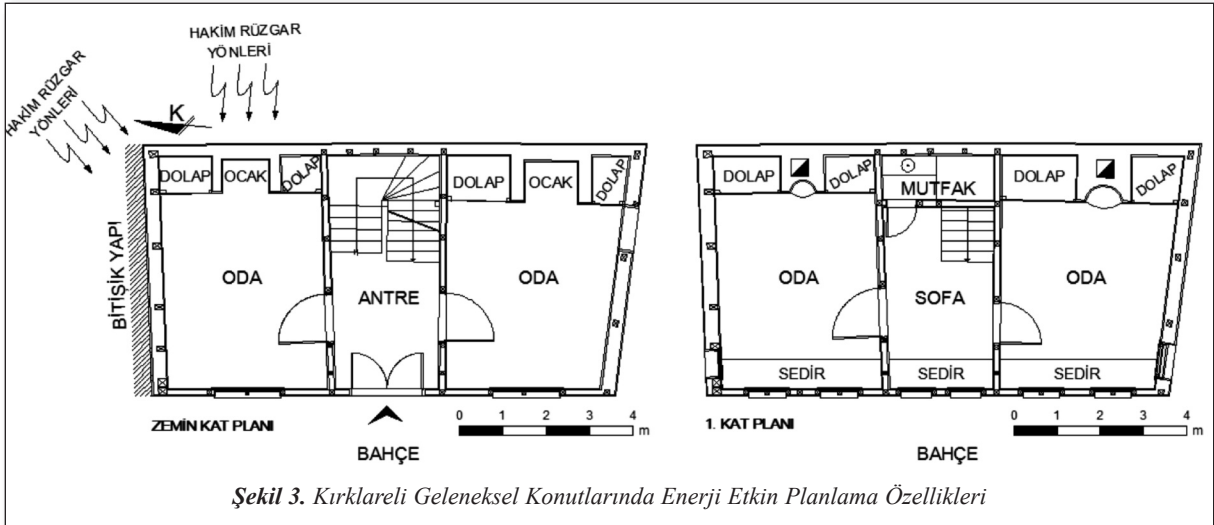 HAKİM RÜZGAR
YÖNLERİ
HAKİM RÜZGAR
YÖNLERİ
K
BİTİŞİK YAPI
DOLAP
OCAK
DOLAP
DOLAP
OCAK
DOLAP
ODA
ANTRE
ODA
ZEMİN KAT PLANI
0 1 2 3 4
m
BAHÇE
DOLAP
DOLAP
MUTFAK
DOLAP
DOLAP
ODA
SOFA
ODA
SEDİR
SEDİR
SEDİR
1. KAT PLANI
0 1 2 3 4
m
BAHÇE
Şekil 3. Kırklareli Geleneksel Konutlarında Enerji Etkin Planlama Özellikleri